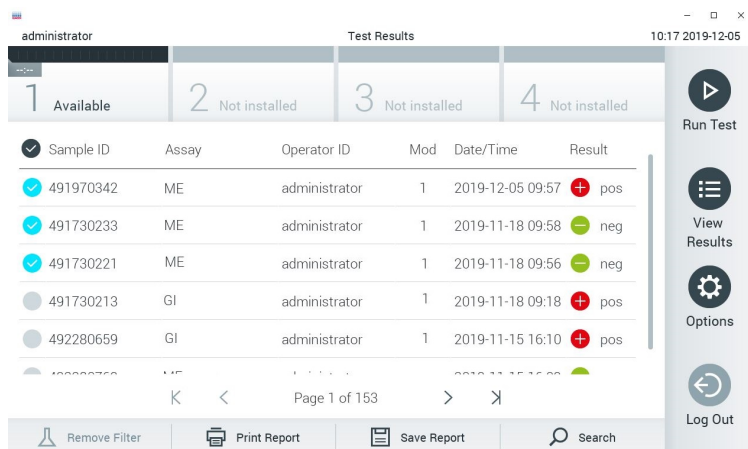 administrator Test Results 10:17 2019-12-05
--:--
1 Available 2 Not installed 3 Not installed 4 Not installed
Run Test
Sample ID Assay Operator ID Mod Date/Time Result
491970342 ME administrator 1 2019-12-05 09:57 pos
491730233 ME administrator 1 2019-11-18 09:58 neg
View
Results
491730221 ME administrator 1 2019-11-18 09:56 neg
491730213 GI administrator 1 2019-11-18 09:18 pos
Options
492280659 GI administrator 1 2019-11-15 16:10 pos
Page 1 of 153
Log Out
Remove Filter Print Report Save Report Search